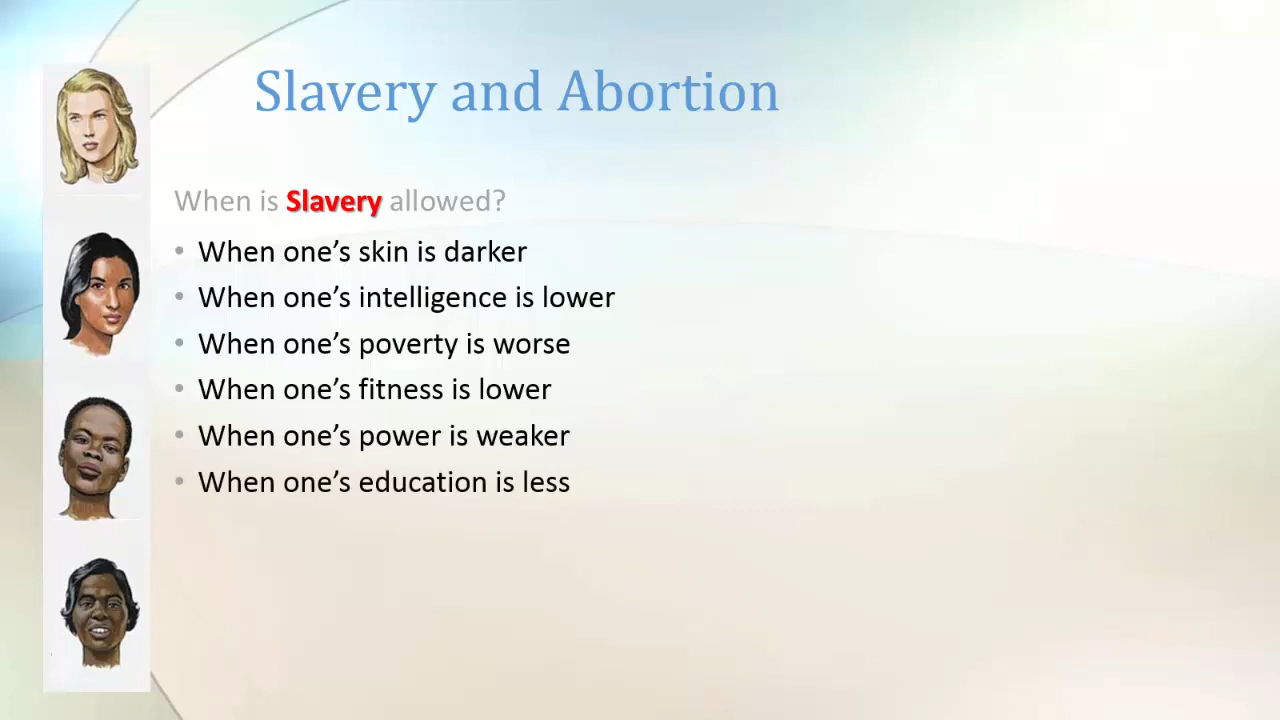 Slavery and Abortion
When is Slavery allowed?
• When one’s skin is darker
• When one’s intelligence is lower
• When one’s poverty is worse
• When one’s fitness is lower
• When one’s power is weaker
• When one’s education is less